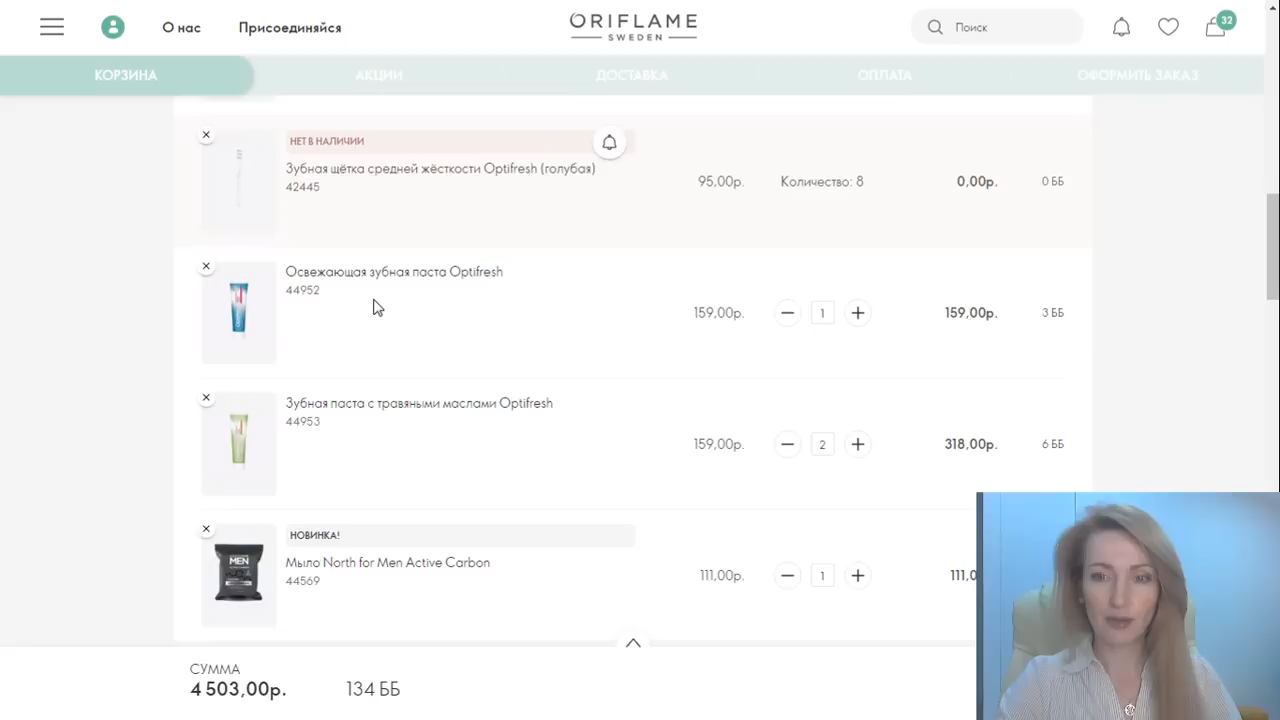 О нас
Присоединяйся
ORIFLAME
SWEDEN
Поиск
32
КОРЗИНА
АКЦИИ
ДОСТАВКА
ОПЛАТА
ОФОРМИТЬ ЗАКАЗ
НЕТ В НАЛИЧИИ
Зубная щётка средней жёсткости Optifresh (голубая)
42445
95,00р.
Количество: 8
0,00р.
0 ББ
Освежающая зубная паста Optifresh
44952
159,00р.
1
159,00р.
3 ББ
Зубная паста с травяными маслами Optifresh
44953
159,00р.
2
318,00р.
6 ББ
НОВИНКА!
MEN
Мыло North for Men Active Carbon
44569
111,00р.
1
111,0
СУММА
4 503,00р.
134 ББ